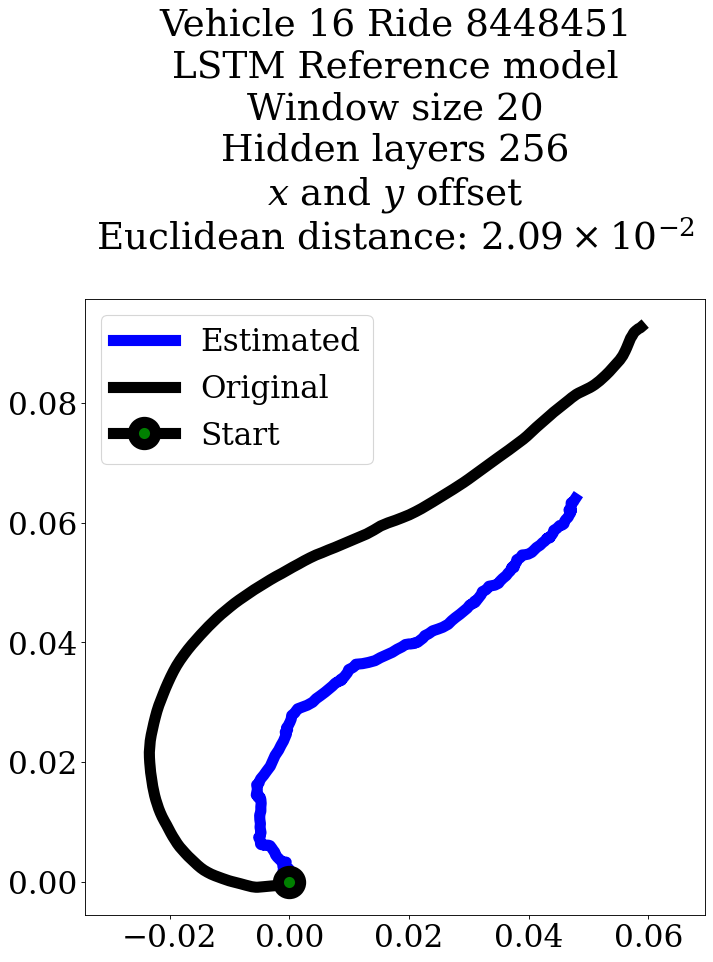 Vehicle 16 Ride 8448451
LSTM Reference model
Window size 20
Hidden layers 256
x and y offset
Euclidean distance: 2.09 × 10⁻²
Estimated
Original
Start
0.08
0.06
0.04
0.02
0.00
−0.02 0.00 0.02 0.04 0.06